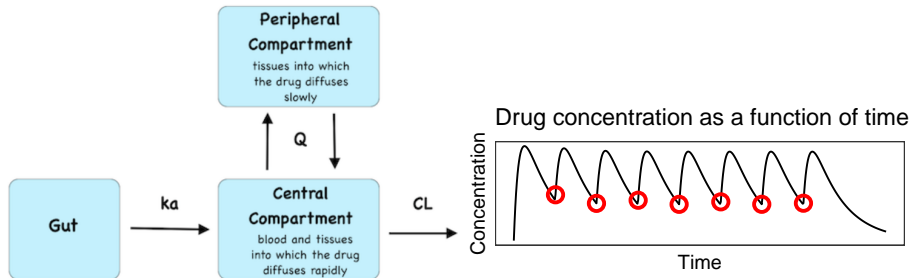 Peripheral
Compartment
tissues into which
the drug diffuses
slowly
Q
Gut
ka
Central
Compartment
blood and tissues
into which the drug
diffuses rapidly
CL
Drug concentration as a function of time
Concentration
Time